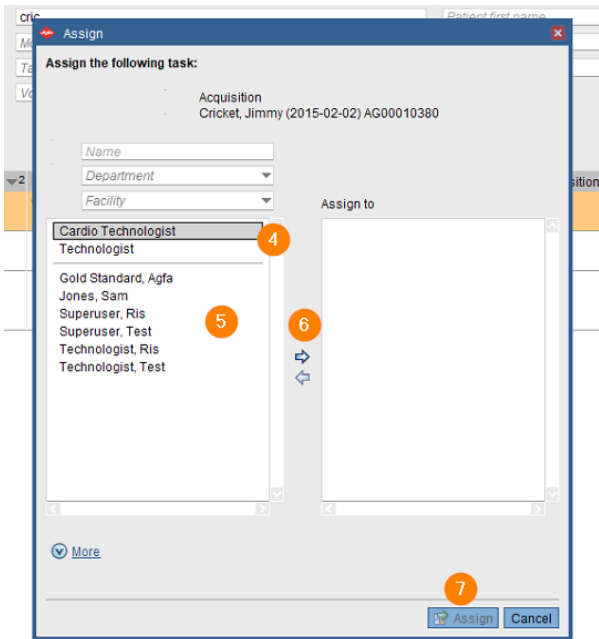 cric
Patient first name
Assign
Assign the following task:
Acquisition
Cricket, Jimmy (2015-02-02) AG00010380
Name
Department
2
sition
Facility
Assign to
Cardio Technologist
4
Technologist
Gold Standard, Agfa
Jones, Sam
Superuser, Ris
5
6
Superuser, Test
Technologist, Ris
Technologist, Test
More
7
Assign
Cancel